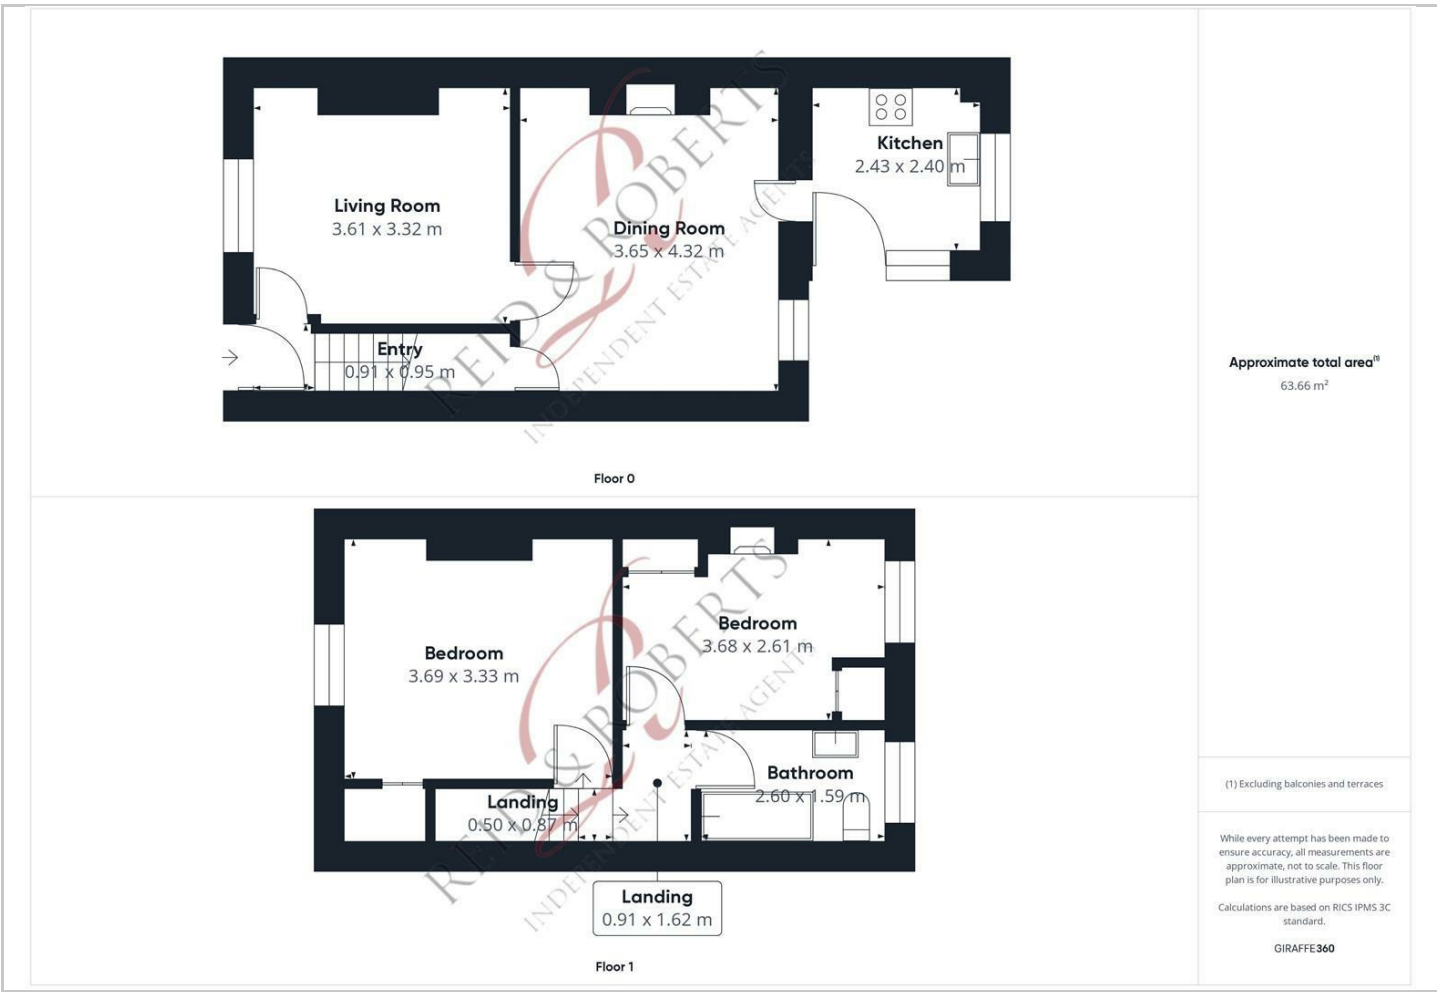 Living Room
3.61 x 3.32 m
Dining Room
3.65 x 4.32 m
Kitchen
2.43 x 2.40 m
Entry
0.91 x 0.95 m
REID & ROBERTS
INDEPENDENT ESTATE AGENTS
Floor 0
Bedroom
3.69 x 3.33 m
Bedroom
3.68 x 2.61 m
Bathroom
2.60 x 1.59 m
Landing
0.50 x 0.87 m
Landing
0.91 x 1.62 m
REID & ROBERTS
INDEPENDENT ESTATE AGENTS
Floor 1
Approximate total area(1)
63.66 m²
(1) Excluding balconies and terraces
While every attempt has been made to
ensure accuracy, all measurements are
approximate, not to scale. This floor
plan is for illustrative purposes only.
Calculations are based on RICS IPMS 3C
standard.
GIRAFFE360